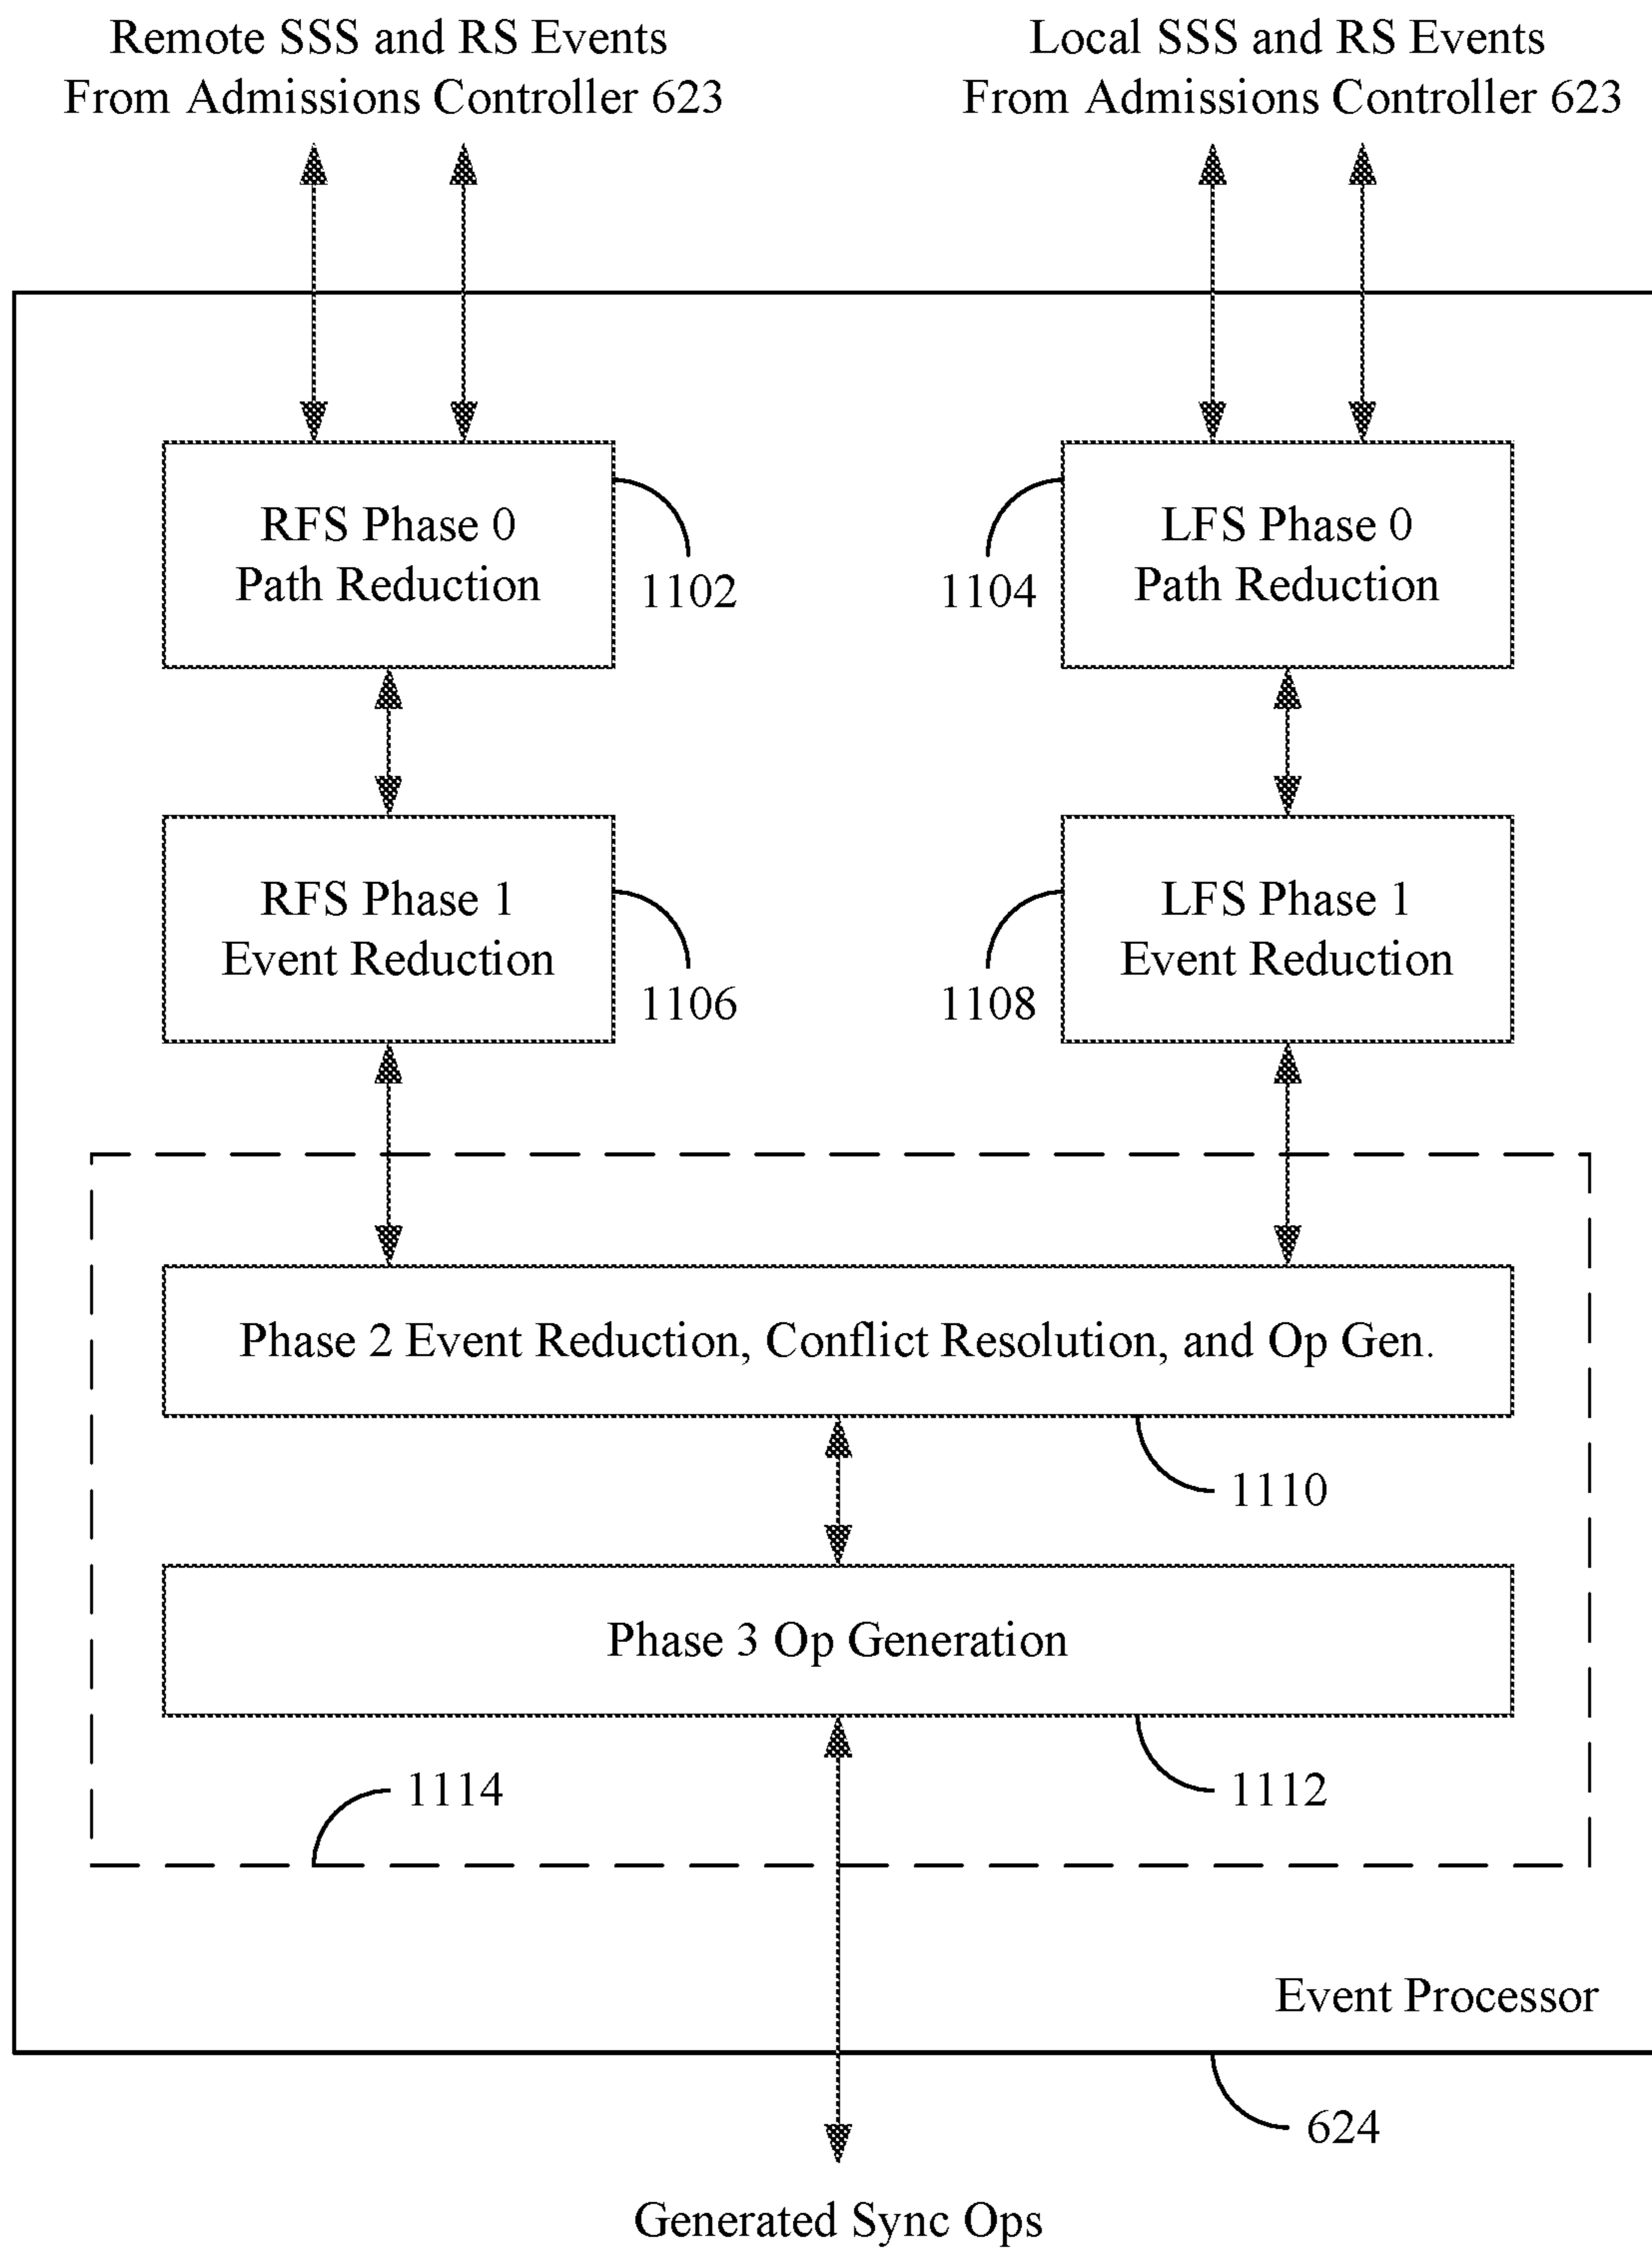 Remote SSS and RS Events
From Admissions Controller 623
Local SSS and RS Events
From Admissions Controller 623
RFS Phase 0
Path Reduction
1102
LFS Phase 0
Path Reduction
1104
RFS Phase 1
Event Reduction
1106
LFS Phase 1
Event Reduction
1108
Phase 2 Event Reduction, Conflict Resolution, and Op Gen.
1110
Phase 3 Op Generation
1112
1114
Event Processor
624
Generated Sync Ops